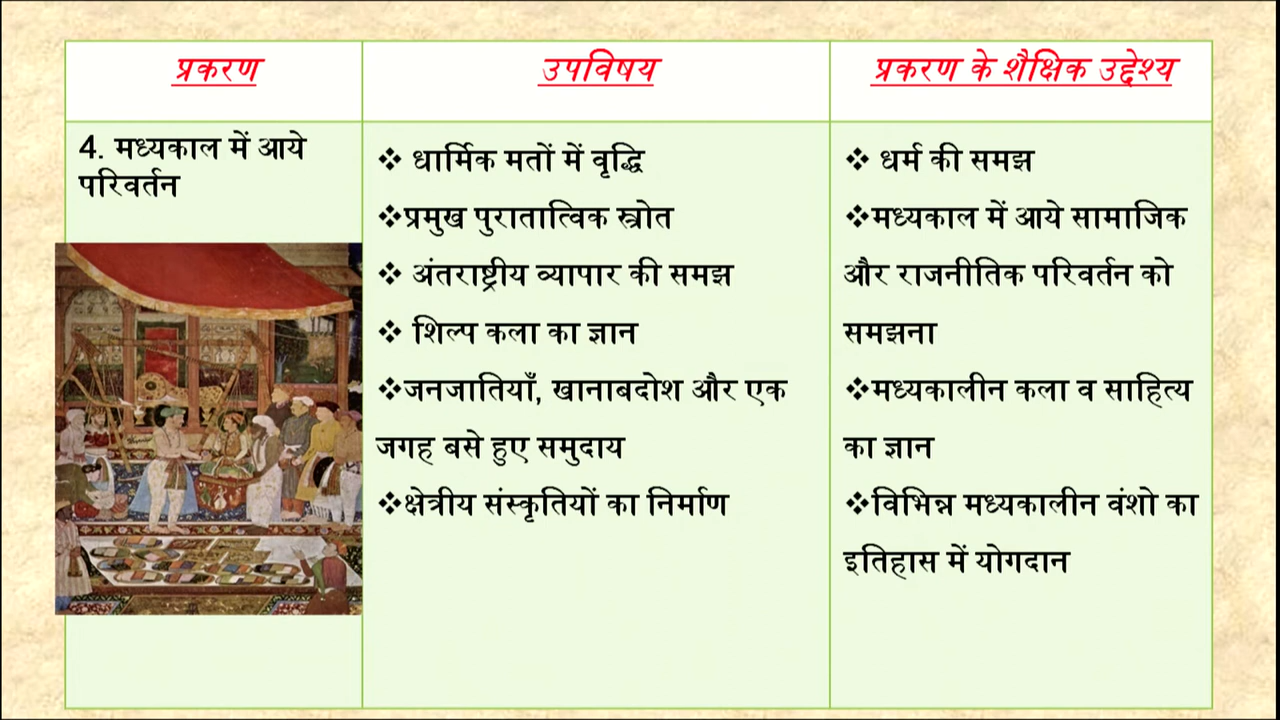 प्रकरण
उपविषय
प्रकरण के शैक्षिक उद्देश्य
4. मध्यकाल में आये
परिवर्तन
❖ धार्मिक मतों में वृद्धि
❖प्रमुख पुरातात्विक स्त्रोत
❖ अंतराष्ट्रीय व्यापार की समझ
❖ शिल्प कला का ज्ञान
❖जनजातियाँ, खानाबदोश और एक
जगह बसे हुए समुदाय
❖क्षेत्रीय संस्कृतियों का निर्माण
❖ धर्म की समझ
❖मध्यकाल में आये सामाजिक
और राजनीतिक परिवर्तन को
समझना
❖मध्यकालीन कला व साहित्य
का ज्ञान
❖विभिन्न मध्यकालीन वंशो का
इतिहास में योगदान